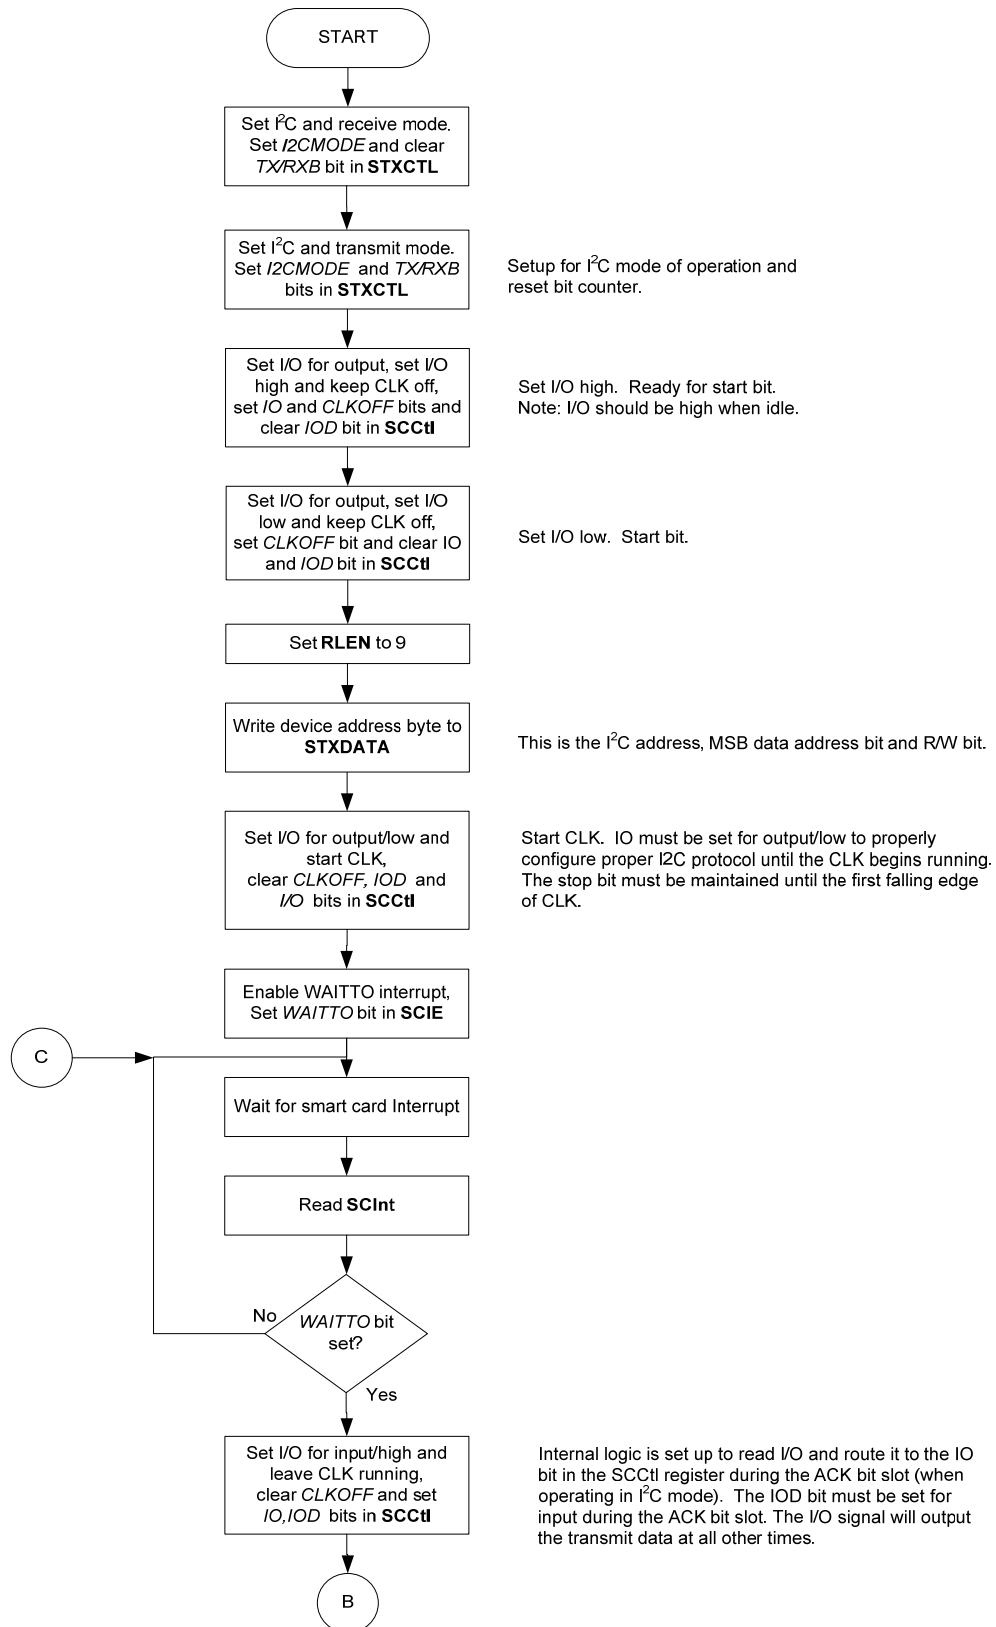 START
Set I²C and receive mode.
Set I2CMODE and clear
TX/RXB bit in STXCTL
Set I²C and transmit mode.
Set I2CMODE and TX/RXB
bits in STXCTL
Setup for I²C mode of operation and
reset bit counter.
Set I/O for output, set I/O
high and keep CLK off,
set IO and CLKOFF bits and
clear IOD bit in SCCtl
Set I/O high. Ready for start bit.
Note: I/O should be high when idle.
Set I/O for output, set I/O
low and keep CLK off,
set CLKOFF bit and clear IO
and IOD bit in SCCtl
Set I/O low. Start bit.
Set RLEN to 9
Write device address byte to
STXDATA
This is the I²C address, MSB data address bit and R/W bit.
Set I/O for output/low and
start CLK,
clear CLKOFF, IOD and
I/O bits in SCCtl
Start CLK. IO must be set for output/low to properly
configure proper I2C protocol until the CLK begins running.
The stop bit must be maintained until the first falling edge
of CLK.
Enable WAITTO interrupt,
Set WAITTO bit in SCIE
C
Wait for smart card Interrupt
Read SCInt
No
WAITTO bit
set?
Yes
Set I/O for input/high and
leave CLK running,
clear CLKOFF and set
IO,IOD bits in SCCtl
Internal logic is set up to read I/O and route it to the IO
bit in the SCCtl register during the ACK bit slot (when
operating in I²C mode). The IOD bit must be set for
input during the ACK bit slot. The I/O signal will output
the transmit data at all other times.
B